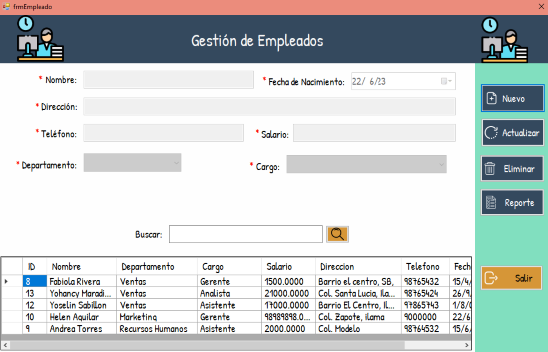 frmEmpleado
Gestión de Empleados
* Nombre:
* Fecha de Nacimiento: 22/ 6/23
* Dirección:
* Teléfono:
* Salario:
* Departamento:
* Cargo:
Nuevo
Actualizar
Eliminar
Reporte
Salir
Buscar:
ID Nombre Departamento Cargo Salario Direccion Telefono Fech
8 Fabiola Rivera Ventas Gerente 1500.0000 Barrio el centro, SB, 98765432 15/4/
13 Yohancy Maradi... Ventas Analista 21000.0000 Col. Santa Lucia, Ila... 98765424 26/9/
12 Yoselin Sabillon Ventas Asistente 17000.0000 Barrio El Centro, Il... 97865743 1/8/0
10 Helen Aguilar Marketing Gerente 98989898.0... Col. Zapote, ilama 9000000 22/6/
9 Andrea Torres Recursos Humanos Asistente 2000.0000 Col. Modelo 98764532 15/6/